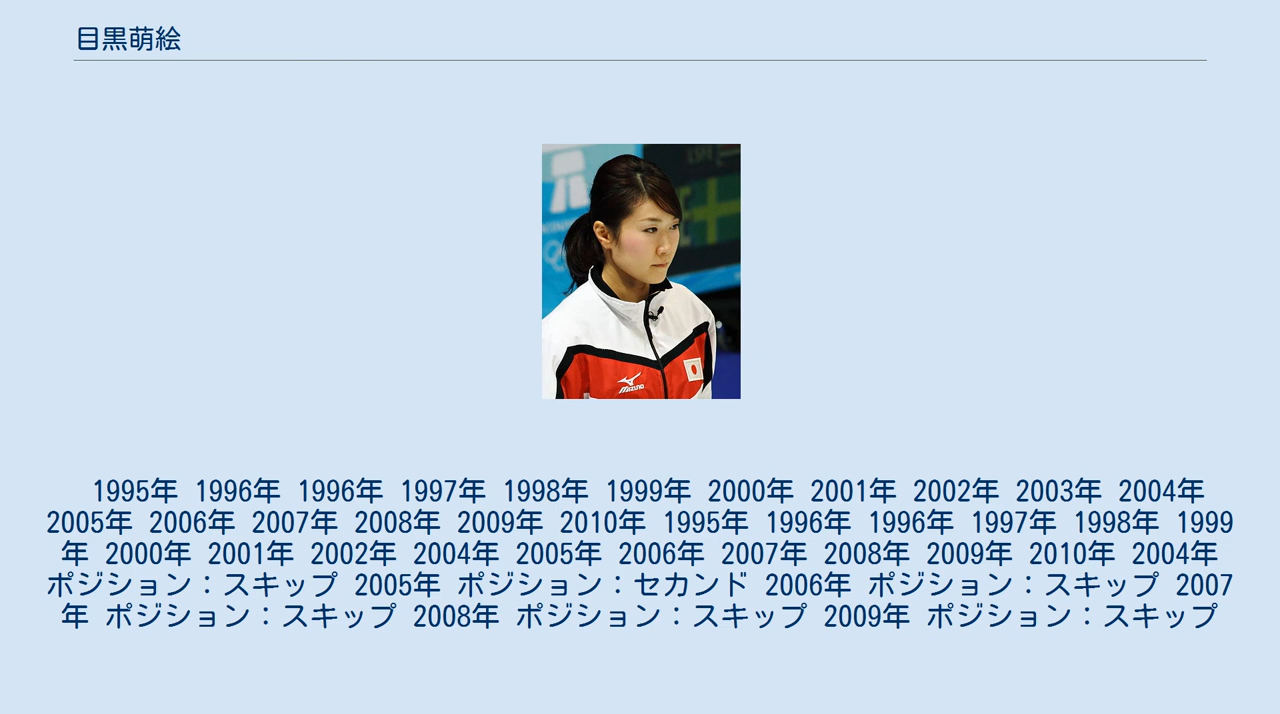 目黒萌絵
MIZUNO
1995年 1996年 1996年 1997年 1998年 1999年 2000年 2001年 2002年 2003年 2004年
2005年 2006年 2007年 2008年 2009年 2010年 1995年 1996年 1996年 1997年 1998年 1999
年 2000年 2001年 2002年 2004年 2005年 2006年 2007年 2008年 2009年 2010年 2004年
ポジション：スキップ 2005年 ポジション：セカンド 2006年 ポジション：スキップ 2007
年 ポジション：スキップ 2008年 ポジション：スキップ 2009年 ポジション：スキップ